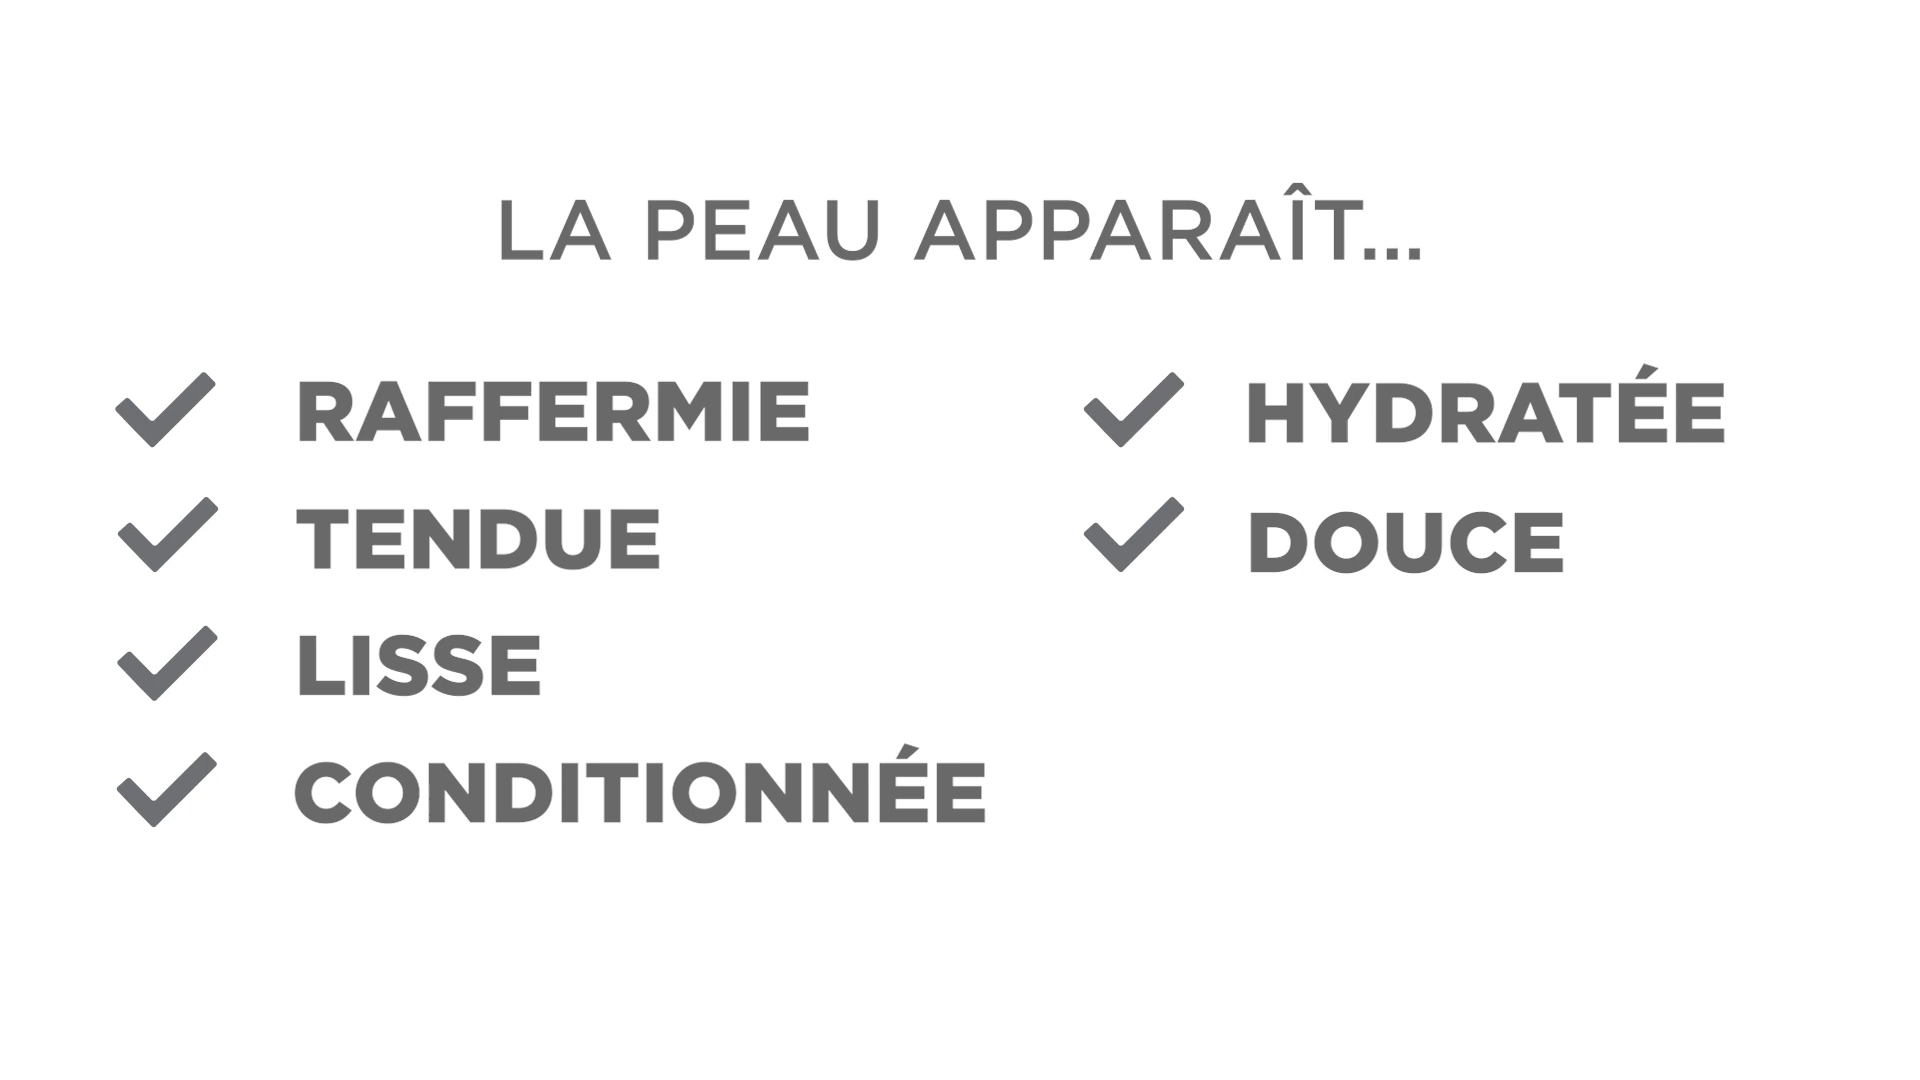 LA PEAU APPARAÎT...
RAFFERMIE
TENDUE
LISSE
CONDITIONNÉE
HYDRATÉE
DOUCE